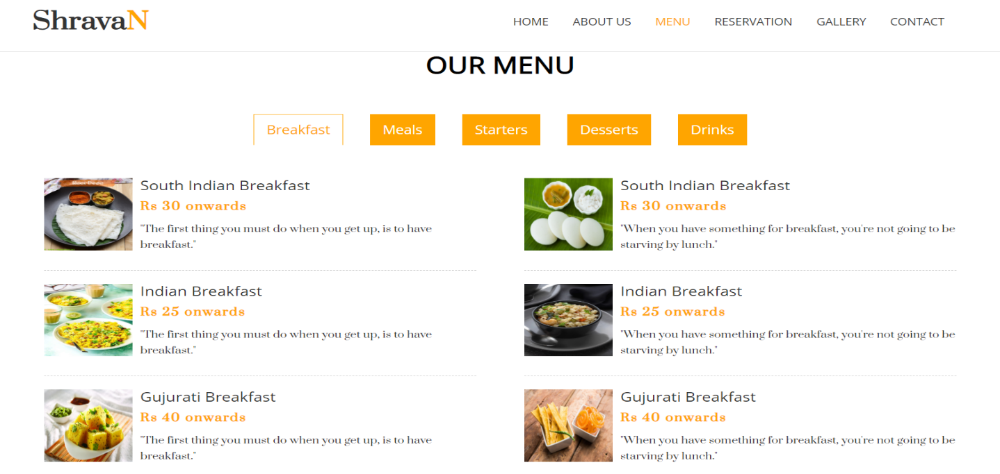 ShravaN
HOME ABOUT US MENU RESERVATION GALLERY CONTACT
OUR MENU
Breakfast Meals Starters Desserts Drinks
South Indian Breakfast
Rs 30 onwards
"The first thing you must do when you get up, is to have
breakfast."
South Indian Breakfast
Rs 30 onwards
"When you have something for breakfast, you're not going to be
starving by lunch."
Indian Breakfast
Rs 25 onwards
"The first thing you must do when you get up, is to have
breakfast."
Indian Breakfast
Rs 25 onwards
"When you have something for breakfast, you're not going to be
starving by lunch."
Gujurati Breakfast
Rs 40 onwards
"The first thing you must do when you get up, is to have
breakfast."
Gujurati Breakfast
Rs 40 onwards
"When you have something for breakfast, you're not going to be
starving by lunch."